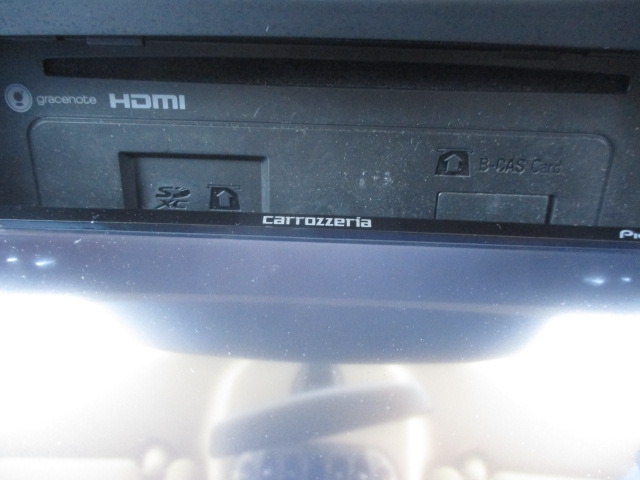 gracenote HDMI
B-CAS Card
SD
XC
carrozzeria